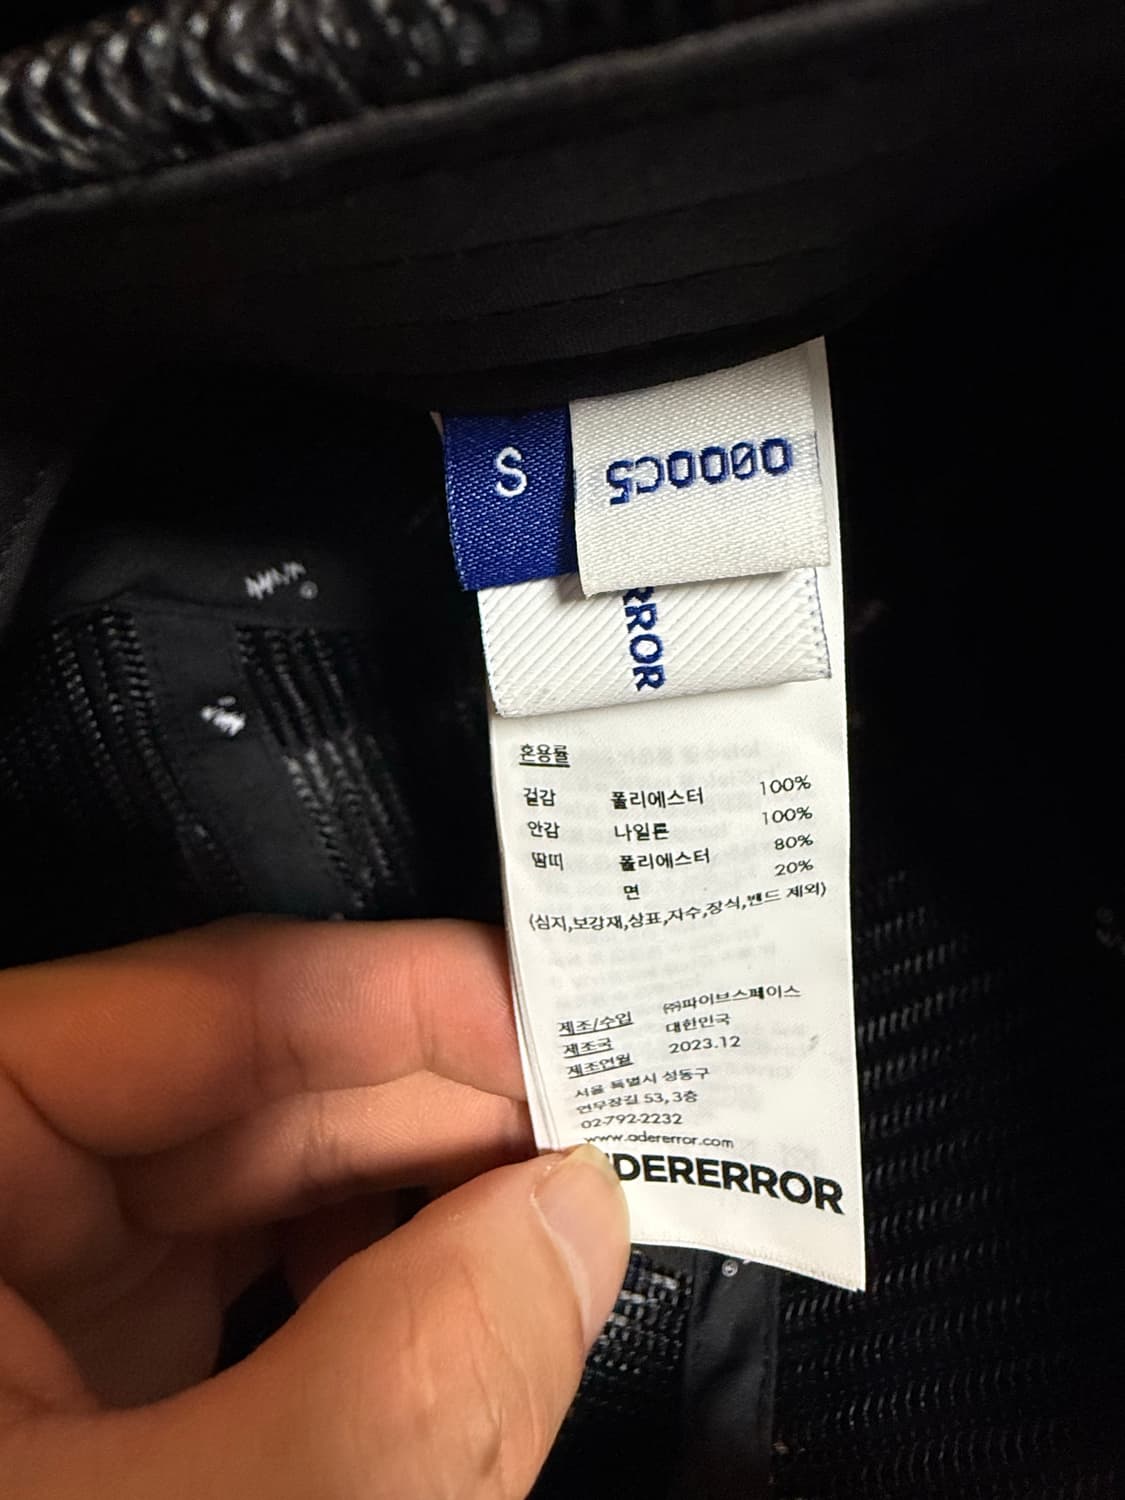 S
0000C5
RROR
혼용률
겉감 폴리에스터 100%
안감 나일론 100%
땀띠 폴리에스터 80%
면 20%
(심지,보강재,상표,자수,장식,밴드 제외)
제조/수입 ㈜파이브스페이스
제조국 대한민국
제조연월 2023.12
서울 특별시 성동구
연무장길 53, 3층
02-792-2232
www.adererror.com
DERERROR